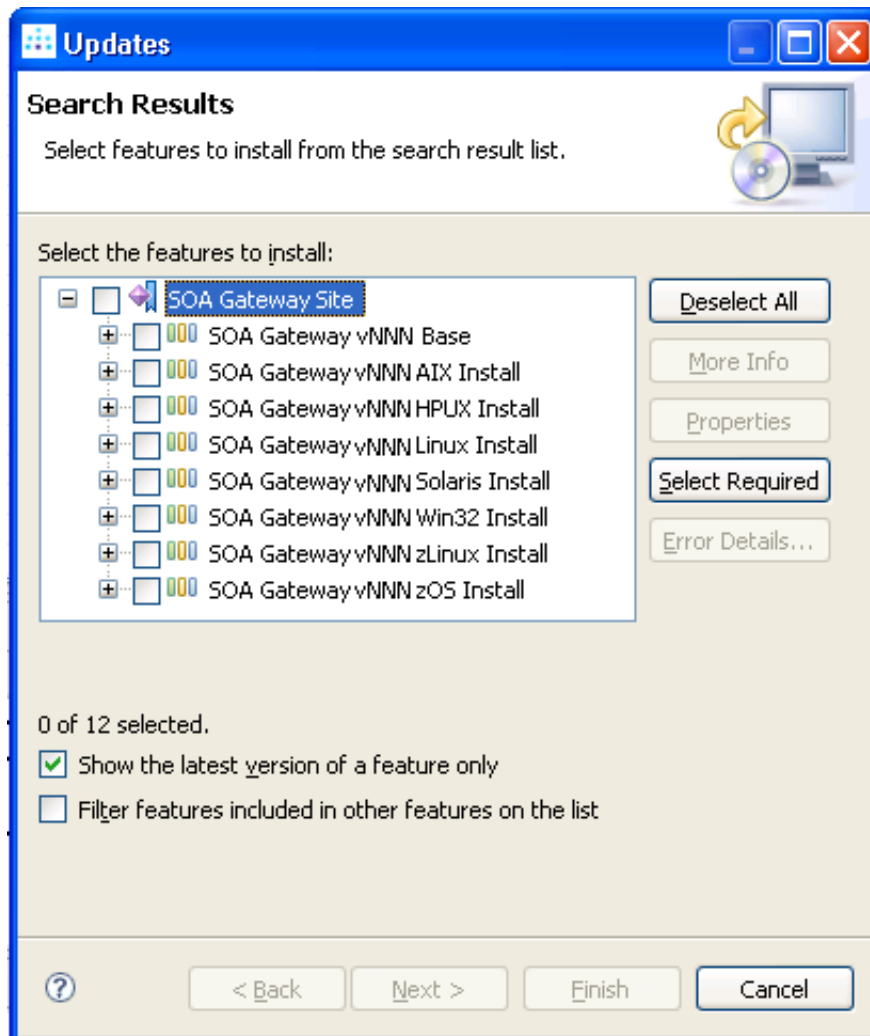 Updates
Search Results
Select features to install from the search result list.
Select the features to install:
SOA Gateway Site
SOA Gateway vNNN Base
SOA Gateway vNNN AIX Install
SOA Gateway vNNN HPUX Install
SOA Gateway vNNN Linux Install
SOA Gateway vNNN Solaris Install
SOA Gateway vNNN Win32 Install
SOA Gateway vNNN zLinux Install
SOA Gateway vNNN zOS Install
Deselect All
More Info
Properties
Select Required
Error Details...
0 of 12 selected.
Show the latest version of a feature only
Filter features included in other features on the list
? < Back Next > Finish Cancel